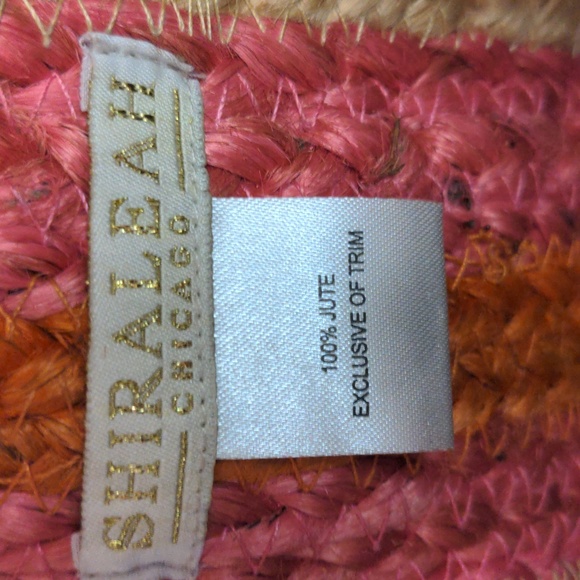 SHIRALEAH
CHICAGO
100% JUTE
EXCLUSIVE OF TRIM